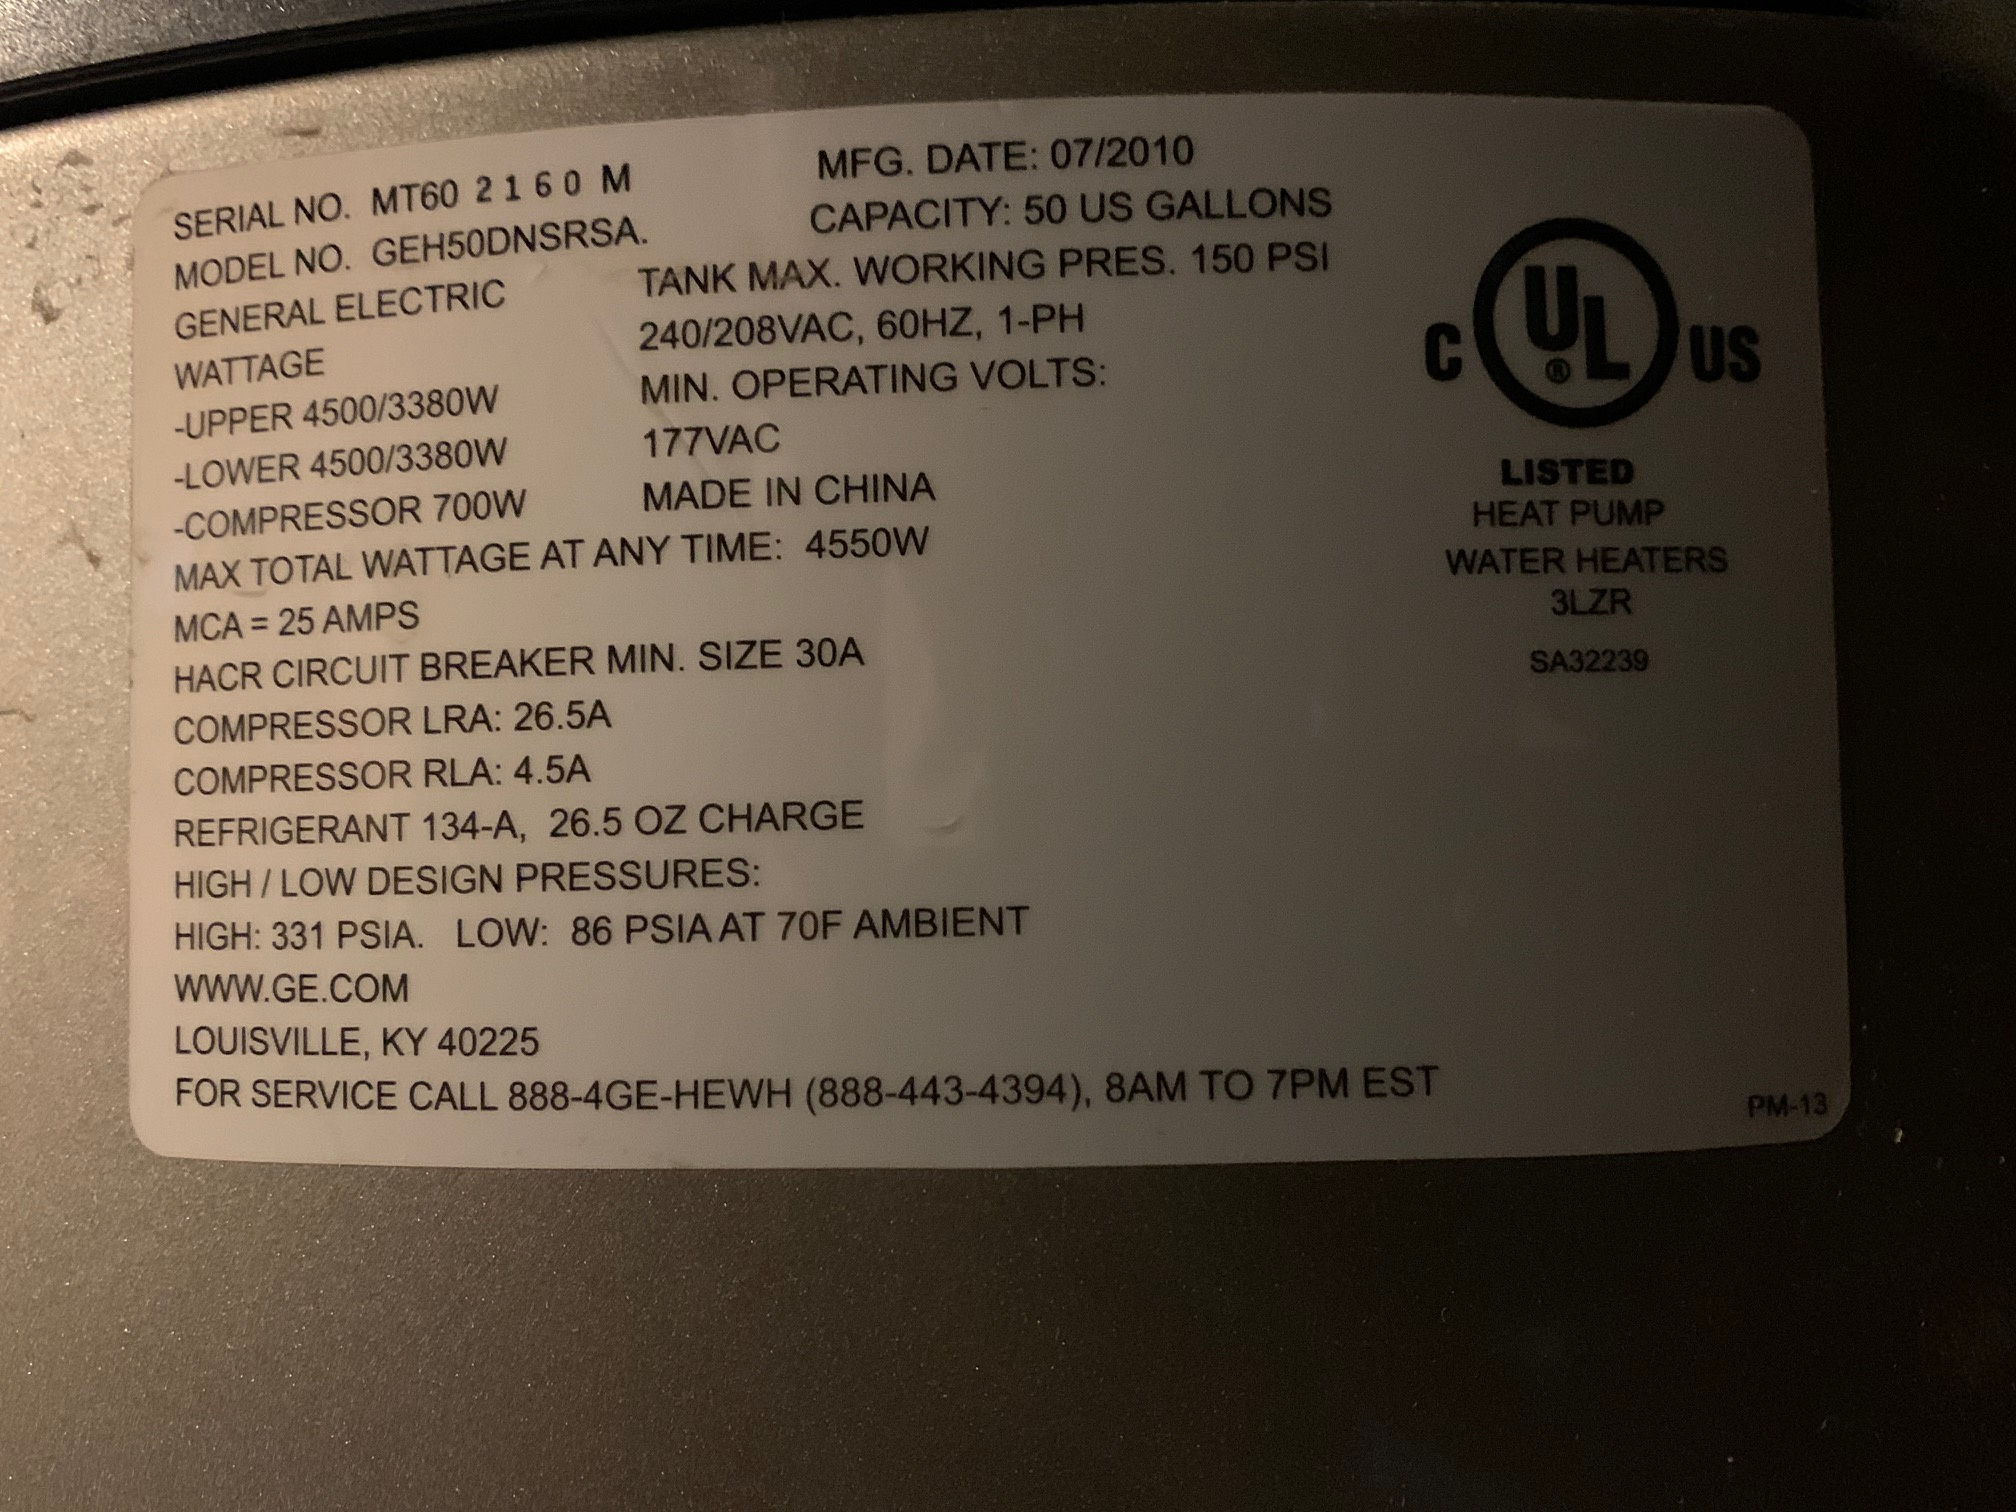 SERIAL NO. MT60 2160 M
MFG. DATE: 07/2010
MODEL NO. GEH50DNSRSA.
CAPACITY: 50 US GALLONS
GENERAL ELECTRIC
TANK MAX. WORKING PRES. 150 PSI
WATTAGE
240/208VAC, 60HZ, 1-PH
-UPPER 4500/3380W
MIN. OPERATING VOLTS:
-LOWER 4500/3380W
177VAC
-COMPRESSOR 700W
MADE IN CHINA
MAX TOTAL WATTAGE AT ANY TIME: 4550W
MCA = 25 AMPS
HACR CIRCUIT BREAKER MIN. SIZE 30A
COMPRESSOR LRA: 26.5A
COMPRESSOR RLA: 4.5A
REFRIGERANT 134-A, 26.5 OZ CHARGE
HIGH / LOW DESIGN PRESSURES:
HIGH: 331 PSIA. LOW: 86 PSIA AT 70F AMBIENT
WWW.GE.COM
LOUISVILLE, KY 40225
FOR SERVICE CALL 888-4GE-HEWH (888-443-4394), 8AM TO 7PM EST
C UL® US
LISTED
HEAT PUMP
WATER HEATERS
3LZR
SA32239
PM-13